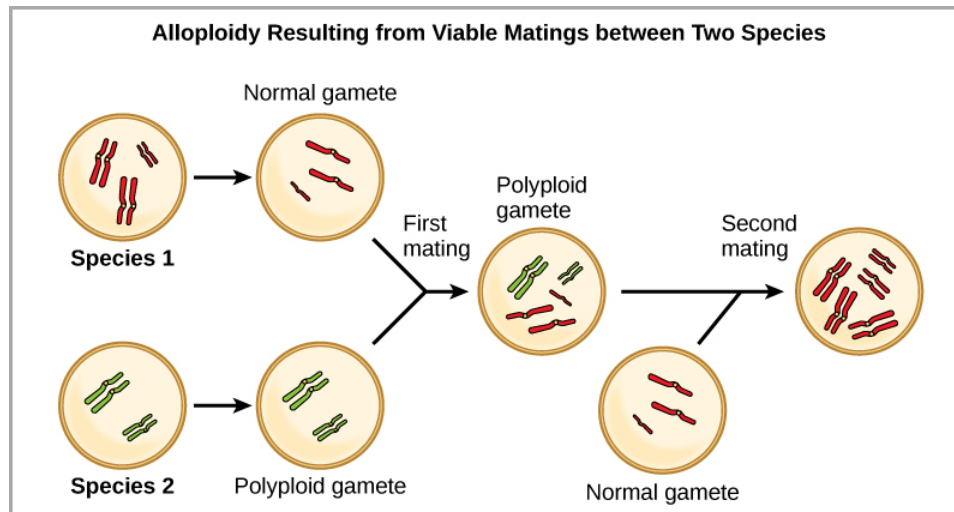 Alloploidy Resulting from Viable Matings between Two Species
Normal gamete
Species 1
First
mating
Polyploid
gamete
Second
mating
Species 2
Polyploid gamete
Normal gamete